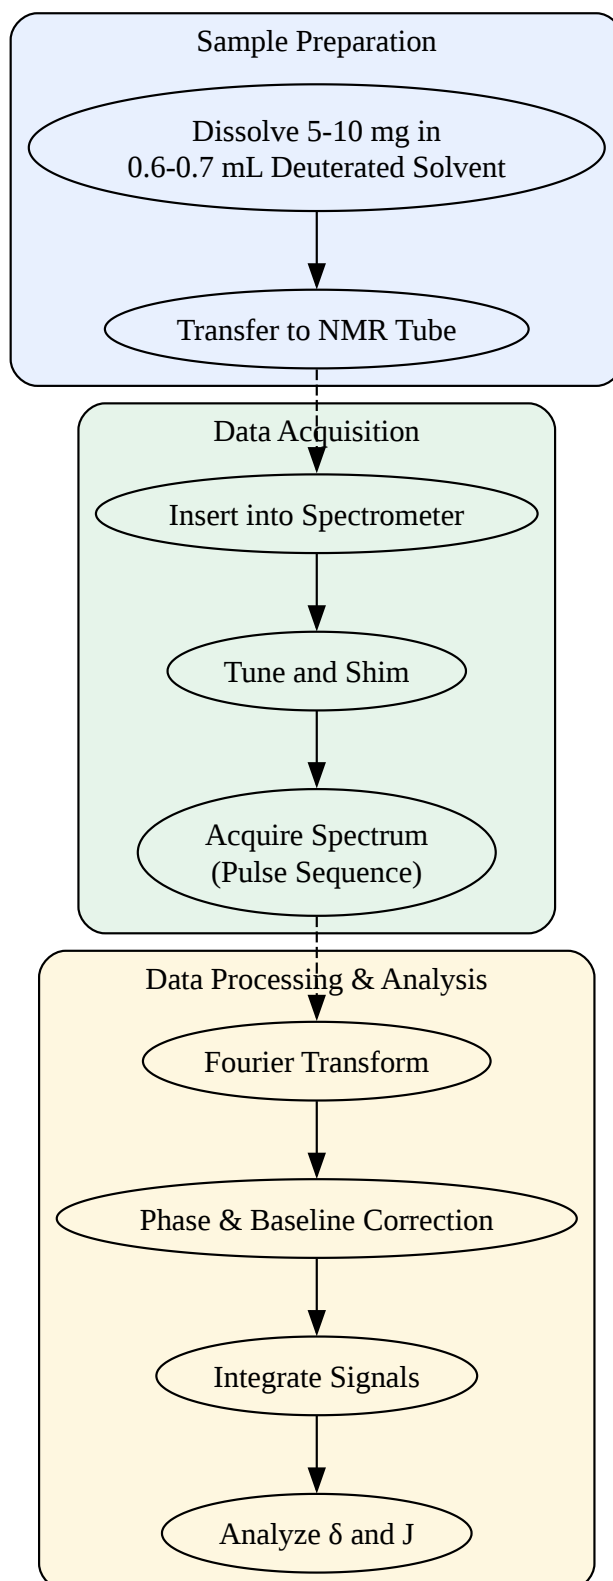 Sample Preparation
Dissolve 5-10 mg in
0.6-0.7 mL Deuterated Solvent
Transfer to NMR Tube
Data Acquisition
Insert into Spectrometer
Tune and Shim
Acquire Spectrum
(Pulse Sequence)
Data Processing & Analysis
Fourier Transform
Phase & Baseline Correction
Integrate Signals
Analyze δ and J